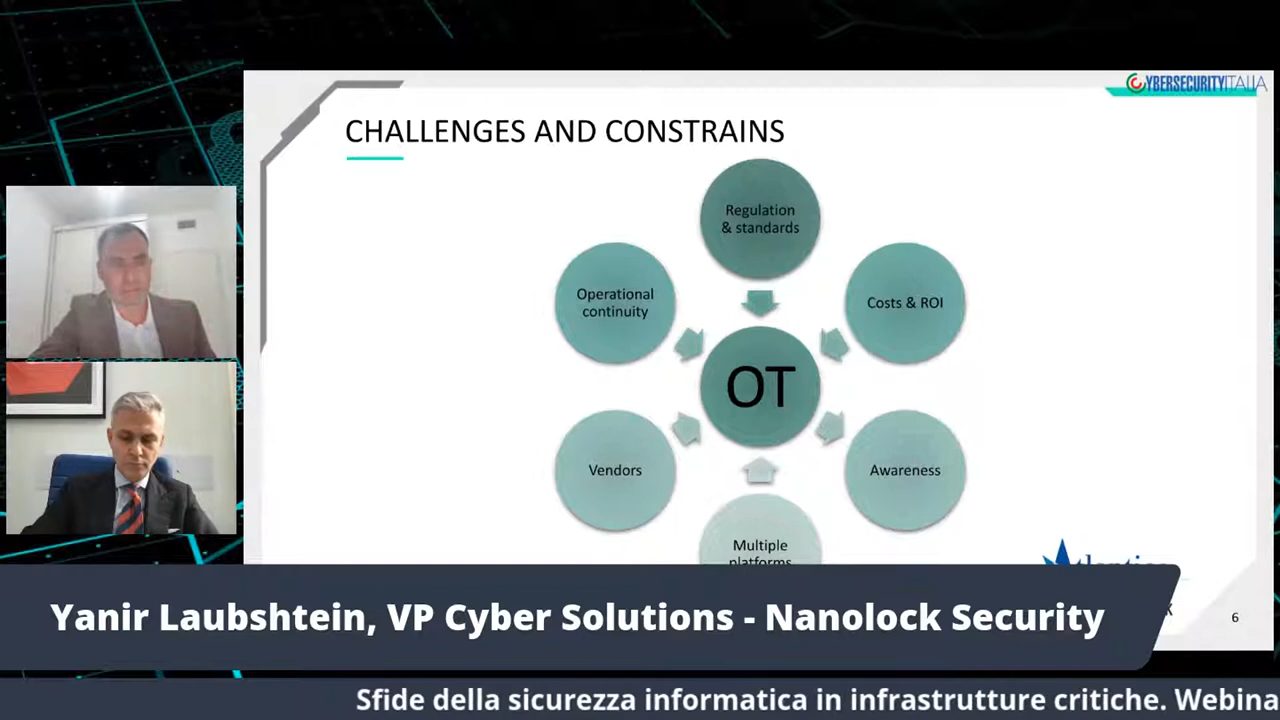 CYBERSECURITYITALIA
CHALLENGES AND CONSTRAINS
Regulation
& standards
Operational
continuity
Costs & ROI
OT
Vendors
Awareness
Multiple
platforms
6
Yanir Laubshtein, VP Cyber Solutions - Nanolock Security
Sfide della sicurezza informatica in infrastrutture critiche. Webina